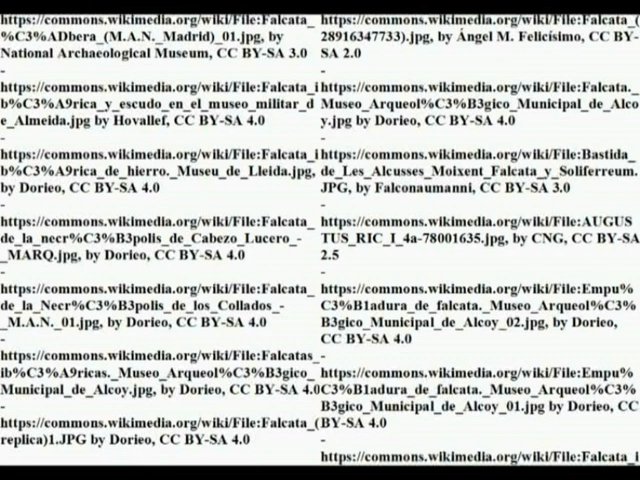 https://commons.wikimedia.org/wiki/File:Falcata_
%C3%ADbera_(M.A.N._Madrid)_01.jpg, by
National Archaeological Museum, CC BY-SA 3.0
-
https://commons.wikimedia.org/wiki/File:Falcata_i
b%C3%A9rica_y_escudo_en_el_museo_militar_d
e_Almeida.jpg by Hovallef, CC BY-SA 4.0
-
https://commons.wikimedia.org/wiki/File:Falcata_i
b%C3%A9rica_de_hierro._Museu_de_Lleida.jpg,
by Dorieo, CC BY-SA 4.0
-
https://commons.wikimedia.org/wiki/File:Falcata_
de_la_necr%C3%B3polis_de_Cabezo_Lucero_-
_MARQ.jpg, by Dorieo, CC BY-SA 4.0
-
https://commons.wikimedia.org/wiki/File:Falcata_
de_la_Necr%C3%B3polis_de_los_Collados_-
_M.A.N._01.jpg, by Dorieo, CC BY-SA 4.0
-
https://commons.wikimedia.org/wiki/File:Falcatas_
ib%C3%A9ricas._Museo_Arqueol%C3%B3gico_
Municipal_de_Alcoy.jpg, by Dorieo, CC BY-SA 4.0
-
https://commons.wikimedia.org/wiki/File:Falcata_(
replica)1.JPG by Dorieo, CC BY-SA 4.0
https://commons.wikimedia.org/wiki/File:Falcata_(
28916347733).jpg, by Ángel M. Felicísimo, CC BY-
SA 2.0
-
https://commons.wikimedia.org/wiki/File:Falcata._
Museo_Arqueol%C3%B3gico_Municipal_de_Alco
y.jpg by Dorieo, CC BY-SA 4.0
-
https://commons.wikimedia.org/wiki/File:Bastida_
de_Les_Alcusses_Moixent_Falcata_y_Soliferreum.
JPG, by Falconaumanni, CC BY-SA 3.0
-
https://commons.wikimedia.org/wiki/File:AUGUS
TUS_RIC_I_4a-78001635.jpg, by CNG, CC BY-SA
2.5
-
https://commons.wikimedia.org/wiki/File:Empu%
C3%B1adura_de_falcata._Museo_Arqueol%C3%
B3gico_Municipal_de_Alcoy_02.jpg, by Dorieo,
CC BY-SA 4.0
-
https://commons.wikimedia.org/wiki/File:Empu%
C3%B1adura_de_falcata._Museo_Arqueol%C3%
B3gico_Municipal_de_Alcoy_01.jpg by Dorieo, CC
BY-SA 4.0
-
https://commons.wikimedia.org/wiki/File:Falcata_i